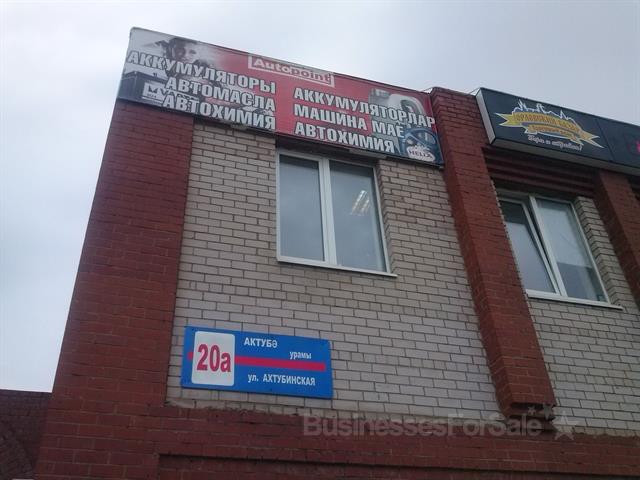 Autopoint
АККУМУЛЯТОРЫ
АВТОМАСЛА
АВТОХИМИЯ
АККУМУЛЯТОРЛАР
МАШИНА МАЕ
АВТОХИМИЯ
20а
АКТУБӘ
урамы
ул. АХТУБИНСКАЯ
BusinessesForSale